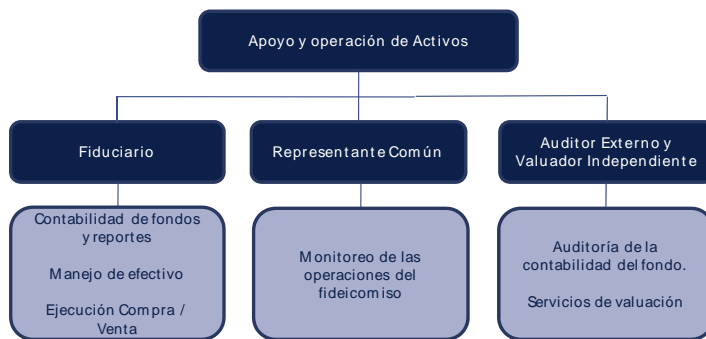 Apoyo y operación de Activos
Fiduciario
Representante Común
Auditor Externo y
Valuador Independiente
Contabilidad de fondos
y reportes
Manejo de efectivo
Ejecución Compra /
Venta
Monitoreo de las
operaciones del
fideicomiso
Auditoría de la
contabilidad del fondo.
Servicios de valuación